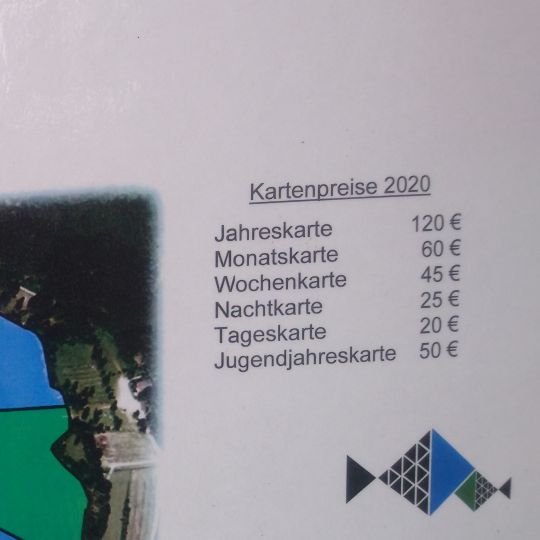 Kartenpreise 2020
Jahreskarte 120 €
Monatskarte 60 €
Wochenkarte 45 €
Nachtkarte 25 €
Tageskarte 20 €
Jugendjahreskarte 50 €